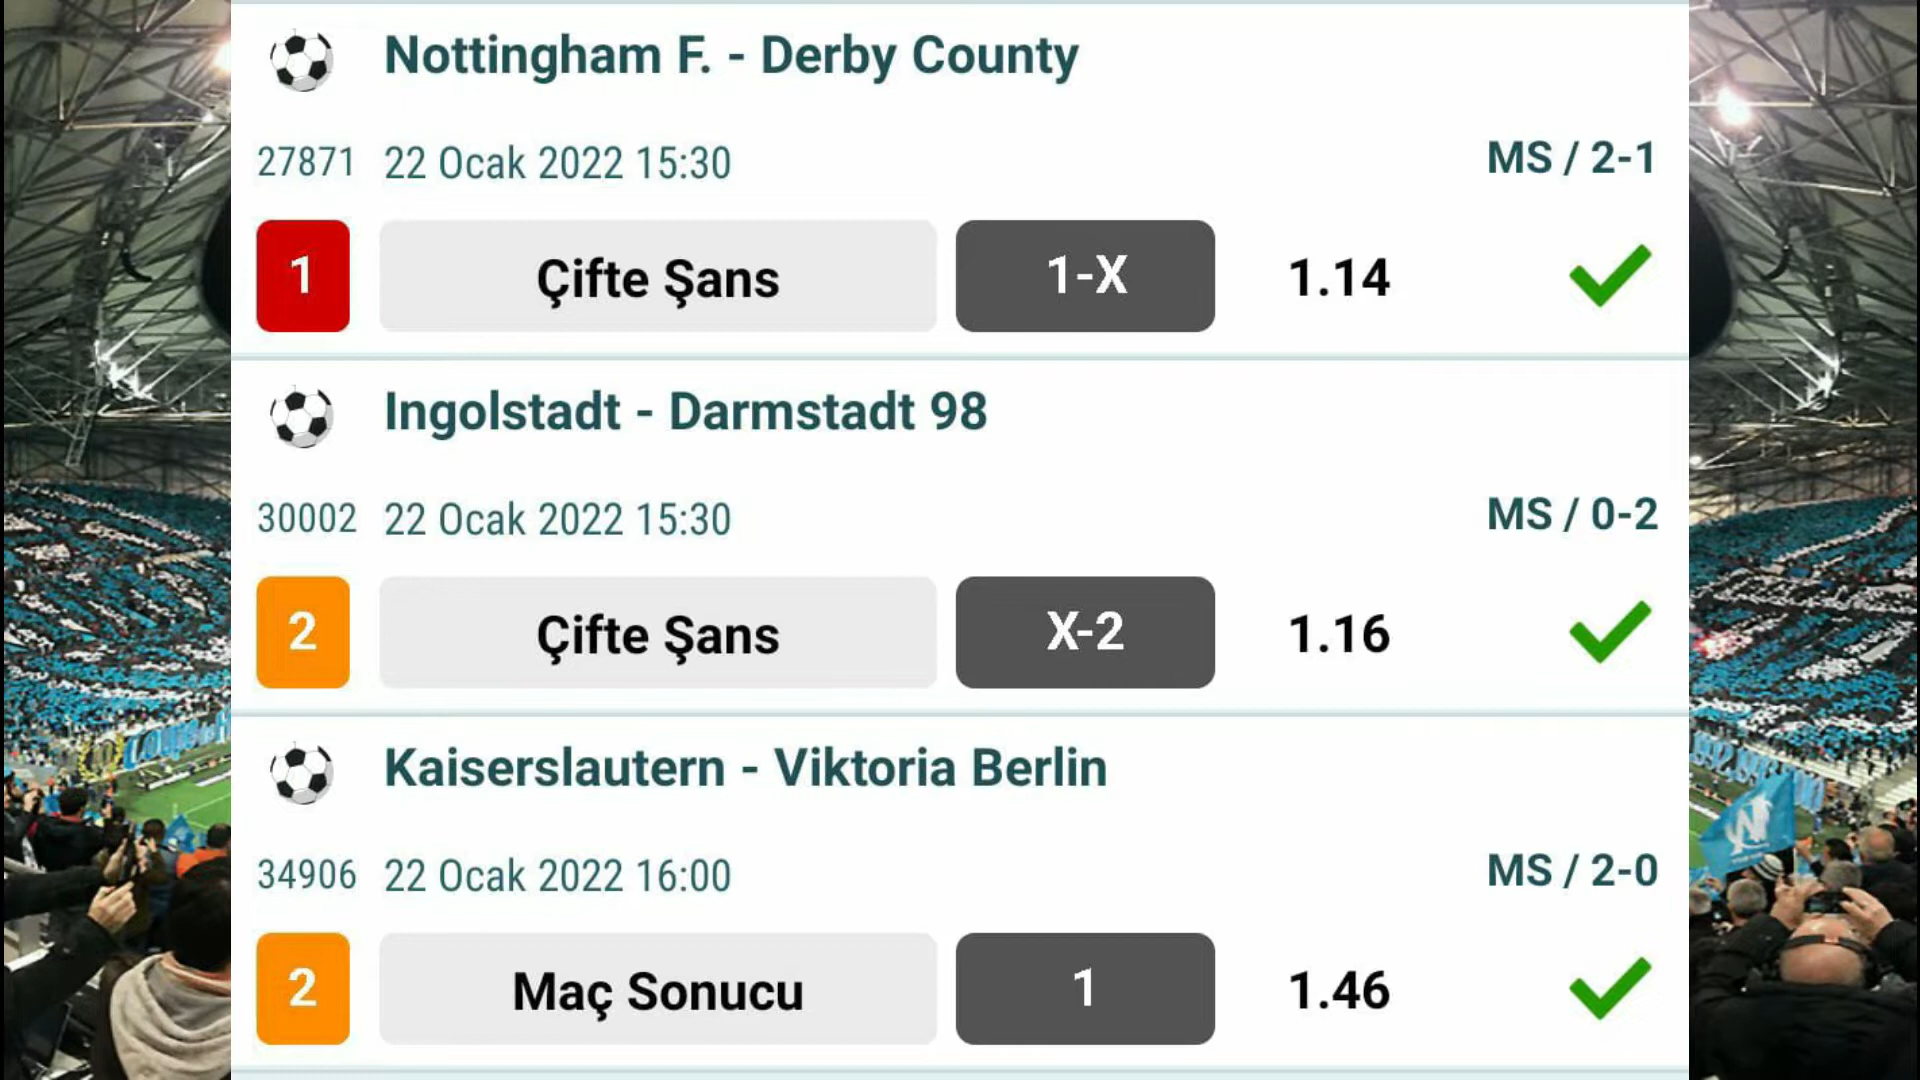 Nottingham F. - Derby County
27871 22 Ocak 2022 15:30 MS / 2-1
1 Çifte Şans 1-X 1.14
Ingolstadt - Darmstadt 98
30002 22 Ocak 2022 15:30 MS / 0-2
2 Çifte Şans X-2 1.16
Kaiserslautern - Viktoria Berlin
34906 22 Ocak 2022 16:00 MS / 2-0
2 Maç Sonucu 1 1.46